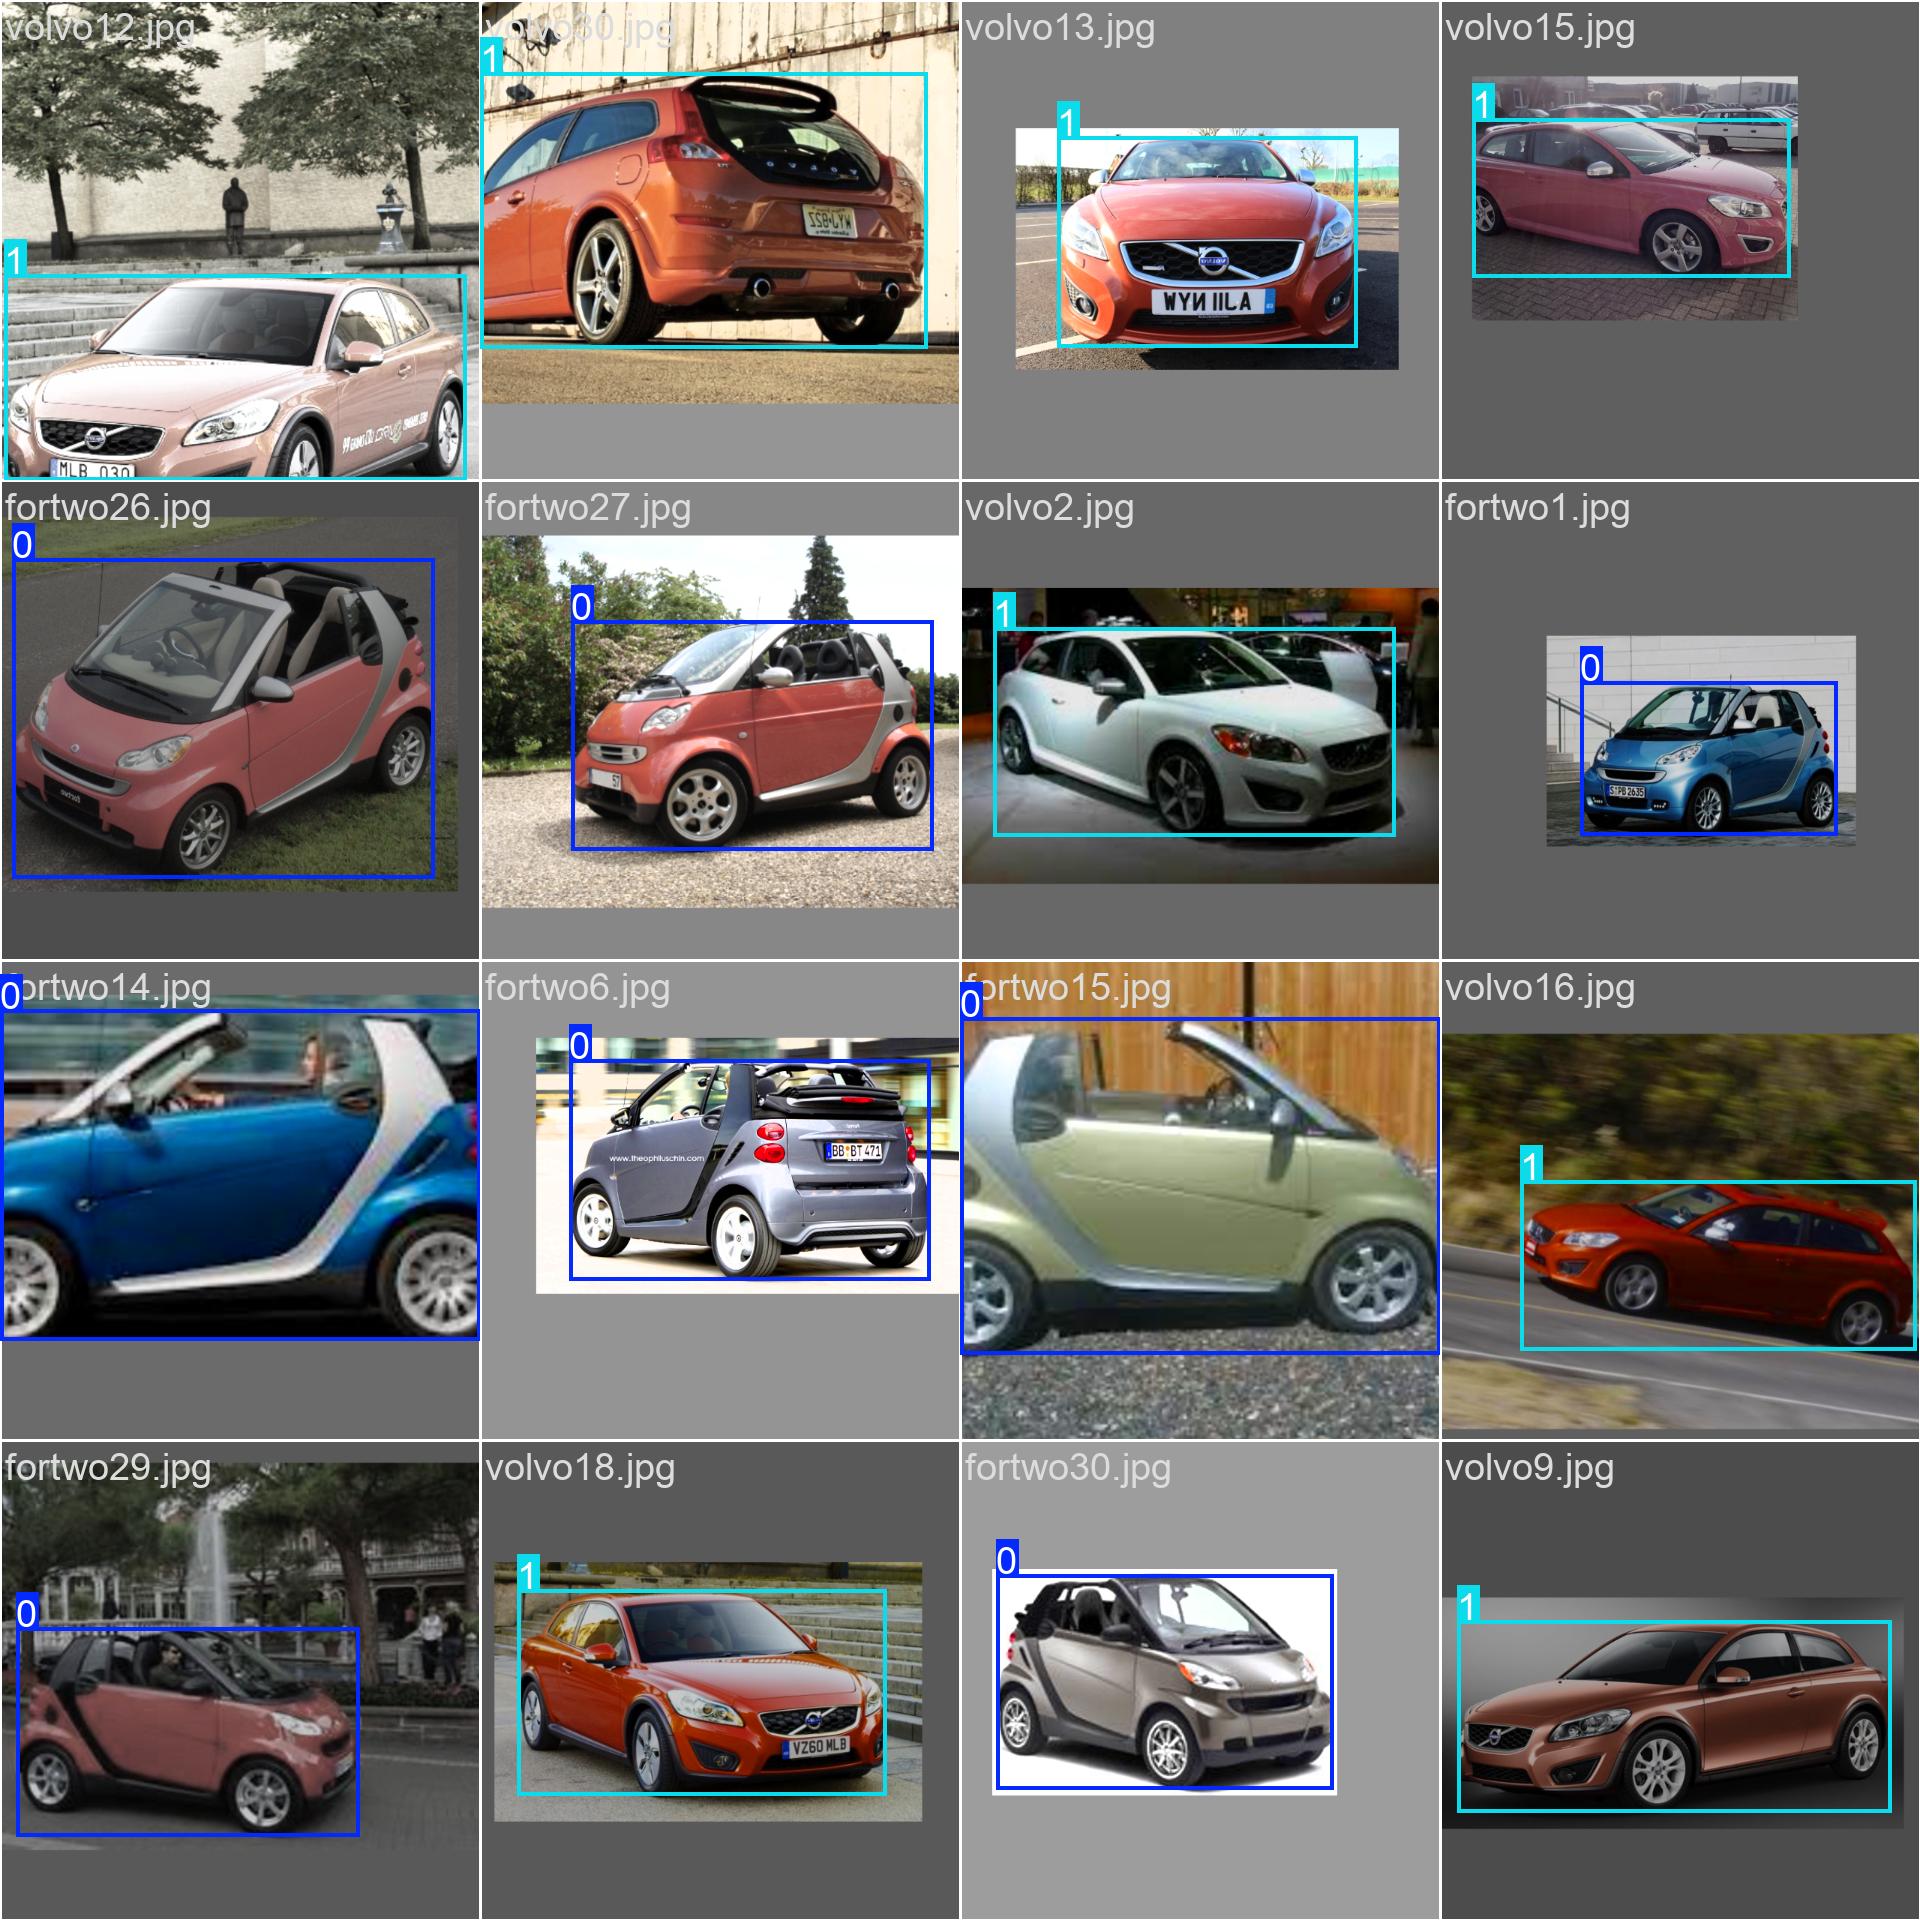 volvo12.jpg
volvo30.jpg
volvo13.jpg
volvo15.jpg
1
1
1
1
1
MLB 030
WYN IILA
fortwo26.jpg
fortwo27.jpg
volvo2.jpg
fortwo1.jpg
0
0
1
0
57
S PB 2635
fortwo14.jpg
fortwo6.jpg
fortwo15.jpg
volvo16.jpg
0
0
0
1
www.theophiluschin.com
BB BT 471
fortwo29.jpg
volvo18.jpg
fortwo30.jpg
volvo9.jpg
0
1
0
1
VZ60 MLB